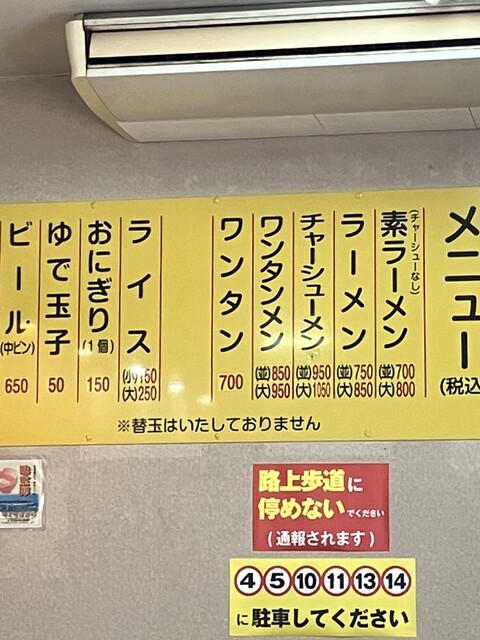 メニュー
(税込
素ラーメン
(チャーシューなし)
(並)700
(大)800
ラーメン
(並)750
(大)850
チャーシューメン
(並)950
(大)1050
ワンタンメン
(並)850
(大)950
ワンタン
700
ライス
(小)150
(大)250
おにぎり
(1個)
150
ゆで玉子
50
ビール
(中ビン)
650
※替玉はいたしておりません
路上歩道に
停めないでください
(通報されます)
④⑤⑩⑪⑬⑭
に駐車してください